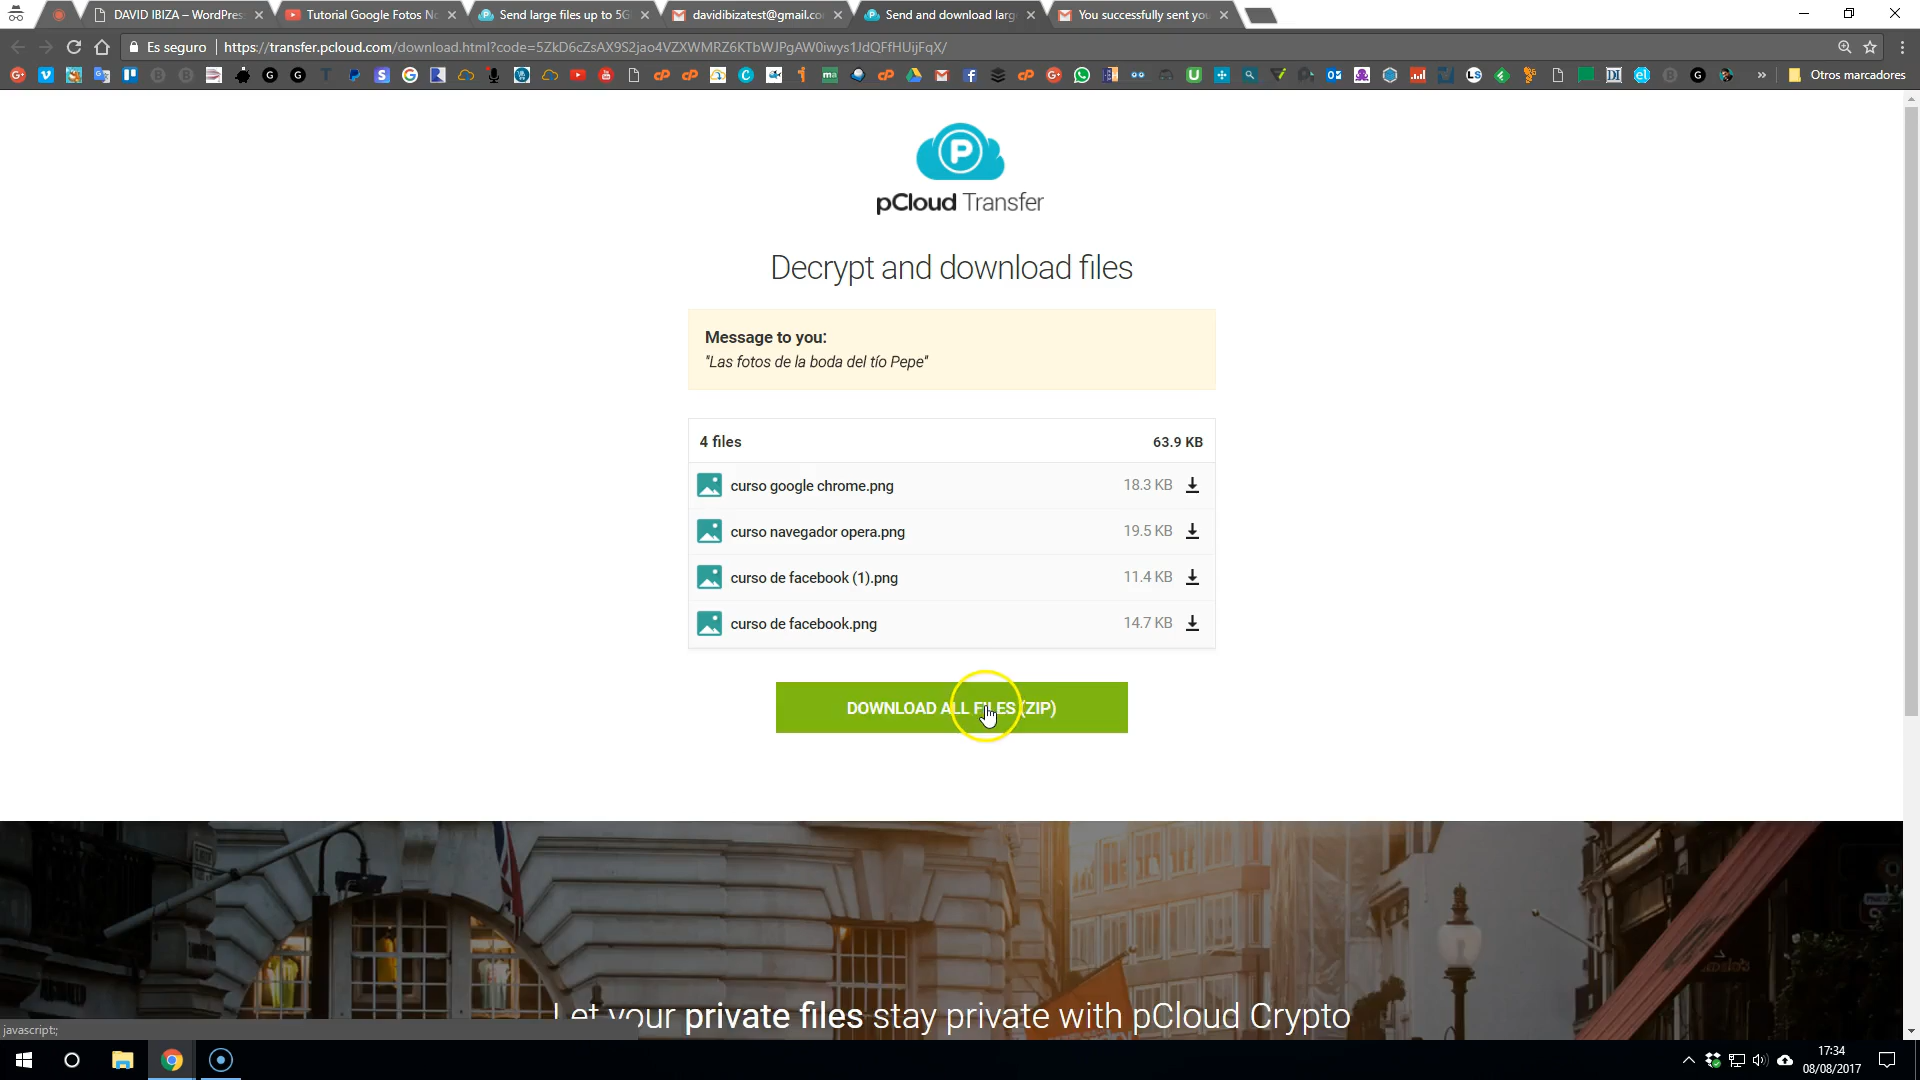 DAVID IBIZA – WordPres
Tutorial Google Fotos No
Send large files up to 5G
davidibizatest@gmail.co
Send and download larg
You successfully sent yo
Es seguro
https://transfer.pcloud.com/download.html?code=5ZkD6cZsAX9S2jao4VZXWMRZ6KTbWJPgAW0iwys1JdQFfHUijFqX/
Otros marcadores
pCloud Transfer
Decrypt and download files
Message to you:
"Las fotos de la boda del tío Pepe"
4 files 63.9 KB
curso google chrome.png 18.3 KB
curso navegador opera.png 19.5 KB
curso de facebook (1).png 11.4 KB
curso de facebook.png 14.7 KB
DOWNLOAD ALL FILES (ZIP)
Let your private files stay private with pCloud Crypto
javascript:;
17:34
08/08/2017